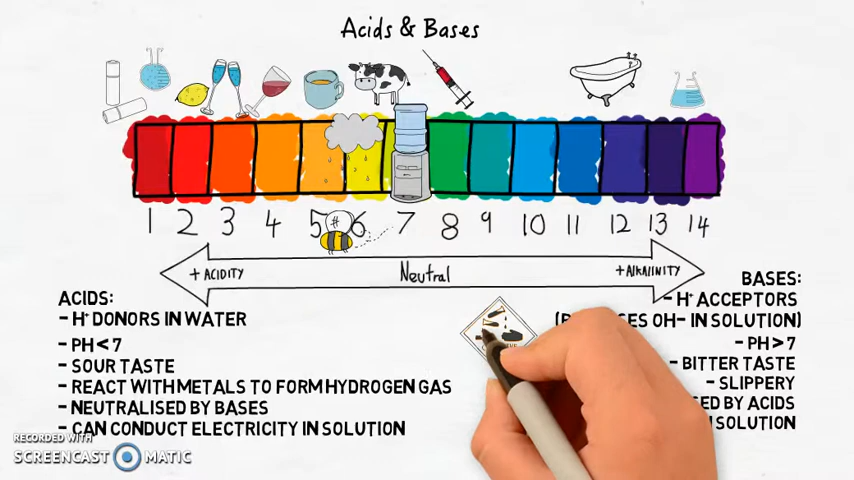 Acids & Bases
1 2 3 4 5 6 7 8 9 10 11 12 13 14
#
+ ACIDITY
Neutral
+ALKALINITY
ACIDS:
- H+ DONORS IN WATER
- PH < 7
- SOUR TASTE
- REACT WITH METALS TO FORM HYDROGEN GAS
- NEUTRALISED BY BASES
- CAN CONDUCT ELECTRICITY IN SOLUTION
BASES:
- H+ ACCEPTORS
OH- IN SOLUTION)
- PH > 7
- BITTER TASTE
- SLIPPERY
BY ACIDS
SOLUTION
RECORDED WITH
SCREENCAST MATIC